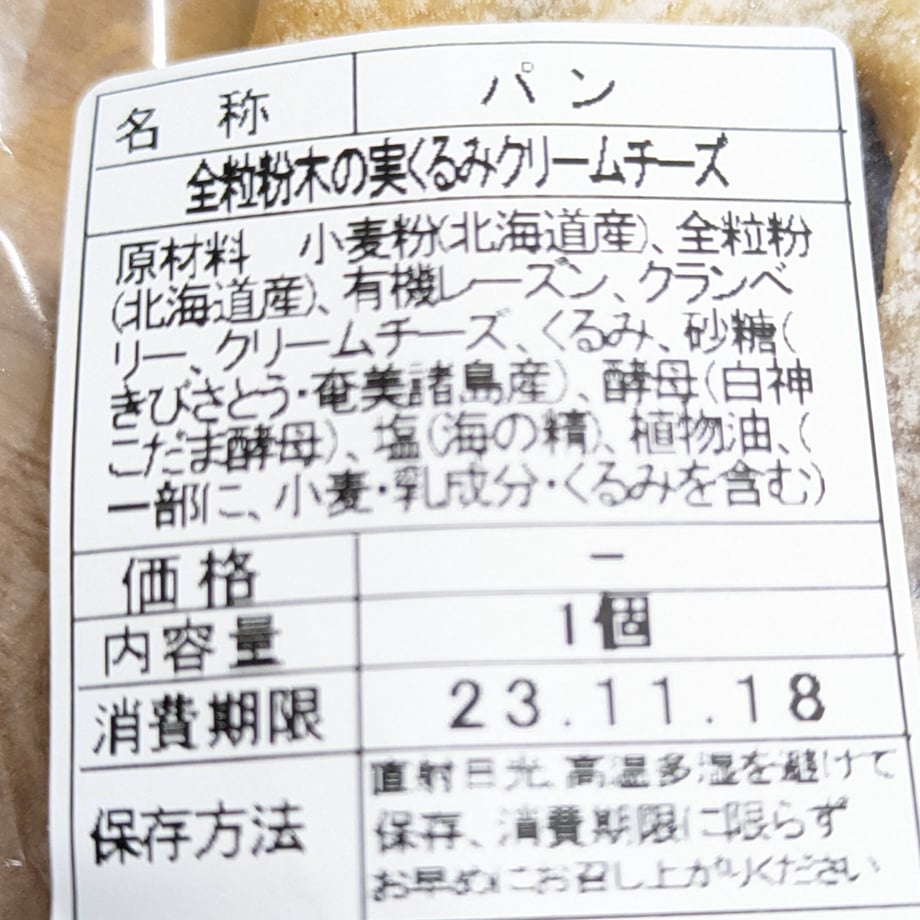 名 称 パン
全粒粉木の実くるみクリームチーズ
原材料 小麦粉(北海道産)、全粒粉
(北海道産)、有機レーズン、クランベ
リー、クリームチーズ、くるみ、砂糖(
きびさとう・奄美諸島産)、酵母(白神
こだま酵母)、塩(海の精)、植物油、(
一部に、小麦・乳成分・くるみを含む)
価格 −
内容量 1個
消費期限 23.11.18
保存方法 直射日光、高温多湿を避けて
保存、消費期限に限らず
お早めにお召し上がりください